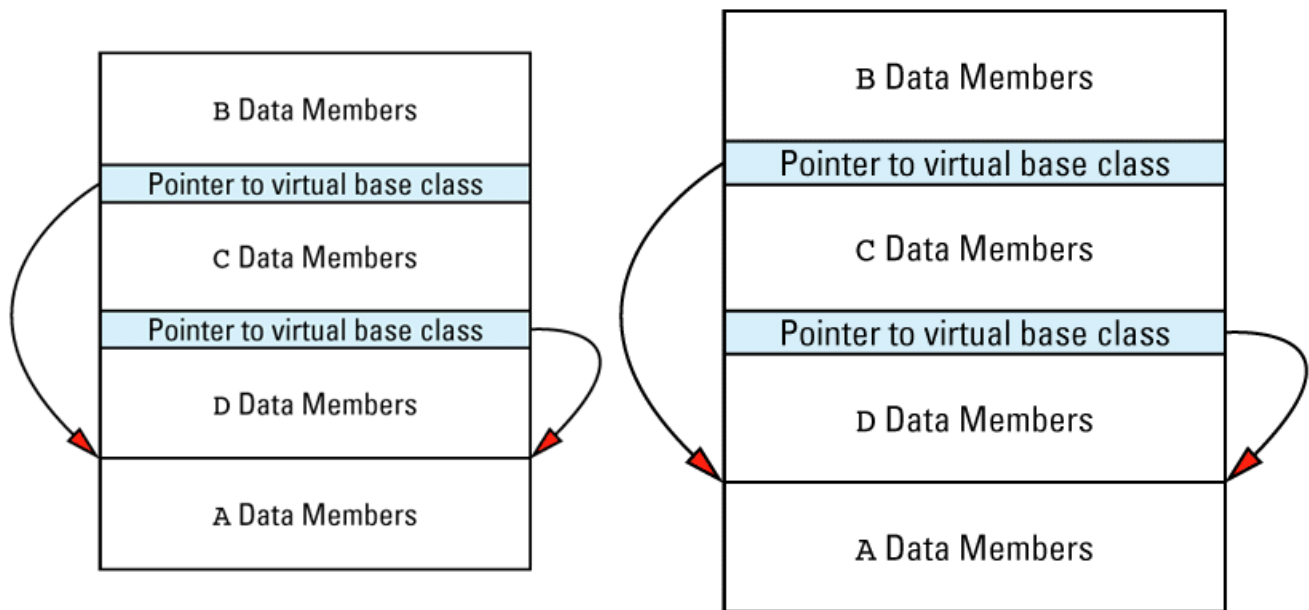 B Data Members
Pointer to virtual base class
C Data Members
Pointer to virtual base class
D Data Members
A Data Members
B Data Members
Pointer to virtual base class
C Data Members
Pointer to virtual base class
D Data Members
A Data Members